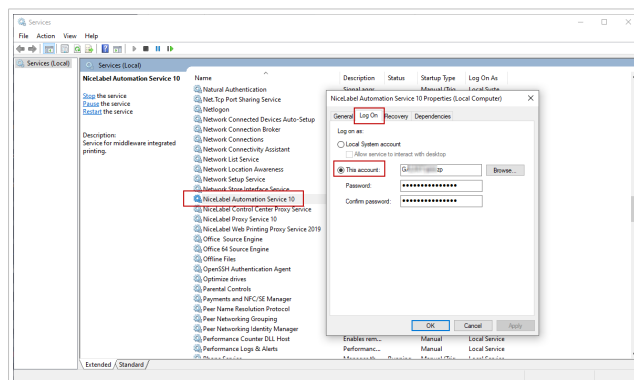 Services
File Action View Help
Services (Local)
Services (Local)
NiceLabel Automation Service 10
Stop the service
Pause the service
Restart the service
Description:
Service for middleware integrated
printing.
Name Description Status Startup Type Log On As
Natural Authentication
Net.Tcp Port Sharing Service
Netlogon
Network Connected Devices Auto-Setup
Network Connection Broker
Network Connections
Network Connectivity Assistant
Network List Service
Network Location Awareness
Network Setup Service
Network Store Interface Service
NiceLabel Automation Service 10
NiceLabel Control Center Proxy Service
NiceLabel Proxy Service 10
NiceLabel Web Printing Proxy Service 2019
Office Source Engine
Office 64 Source Engine
Offline Files
OpenSSH Authentication Agent
Optimize drives
Parental Controls
Payments and NFC/SE Manager
Peer Name Resolution Protocol
Peer Networking Grouping
Peer Networking Identity Manager
Performance Counter DLL Host Enables rem... Manual Local Service
Performance Logs & Alerts Performanc... Manual Local Service
NiceLabel Automation Service 10 Properties (Local Computer)
General Log On Recovery Dependencies
Log on as:
Local System account
Allow service to interact with desktop
This account: Browse...
Password:
Confirm password:
OK Cancel Apply
Extended Standard